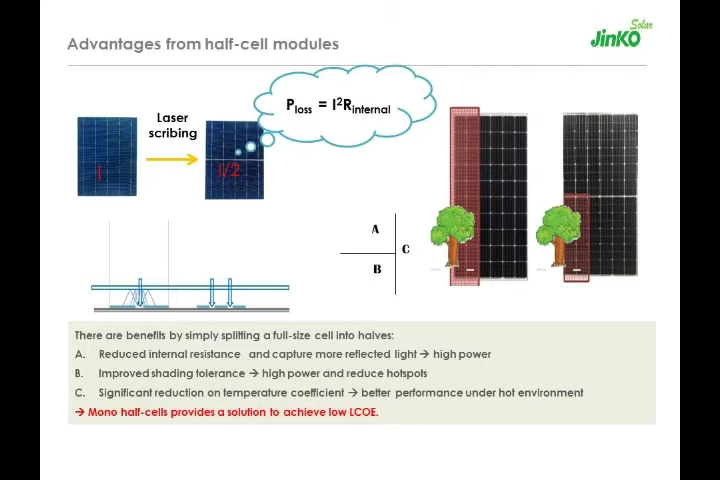 Advantages from half-cell modules
Solar
JinKO
Laser
scribing
Ploss = I²Rinternal
I
I/2
A
B
C
There are benefits by simply splitting a full-size cell into halves:
A. Reduced internal resistance and capture more reflected light → high power
B. Improved shading tolerance → high power and reduce hotspots
C. Significant reduction on temperature coefficient → better performance under hot environment
→ Mono half-cells provides a solution to achieve low LCOE.